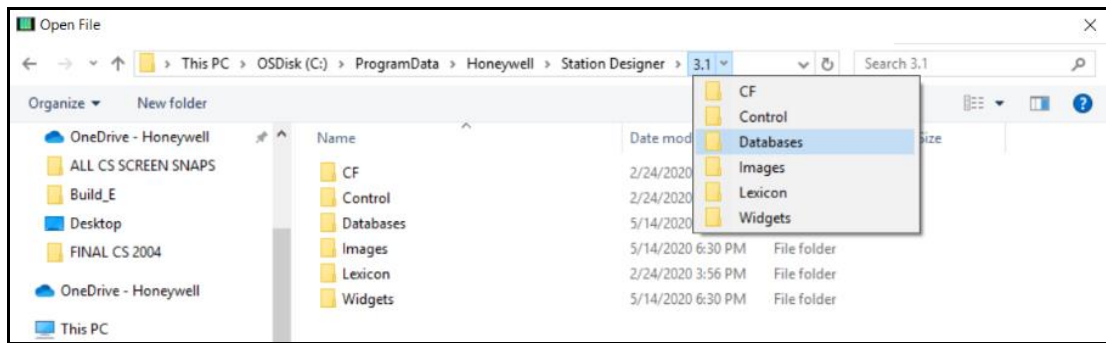 Open File
This PC > OSDisk (C:) > ProgramData > Honeywell > Station Designer > 3.1
Search 3.1
Organize
New folder
CF
Control
Databases
Images
Lexicon
Widgets
OneDrive - Honeywell
ALL CS SCREEN SNAPS
Build_E
Desktop
FINAL CS 2004
OneDrive - Honeywell
This PC
Name Date mod Size
CF 2/24/2020
Control 2/24/2020
Databases 5/14/2020
Images 5/14/2020 6:30 PM File folder
Lexicon 2/24/2020 3:56 PM File folder
Widgets 5/14/2020 6:30 PM File folder